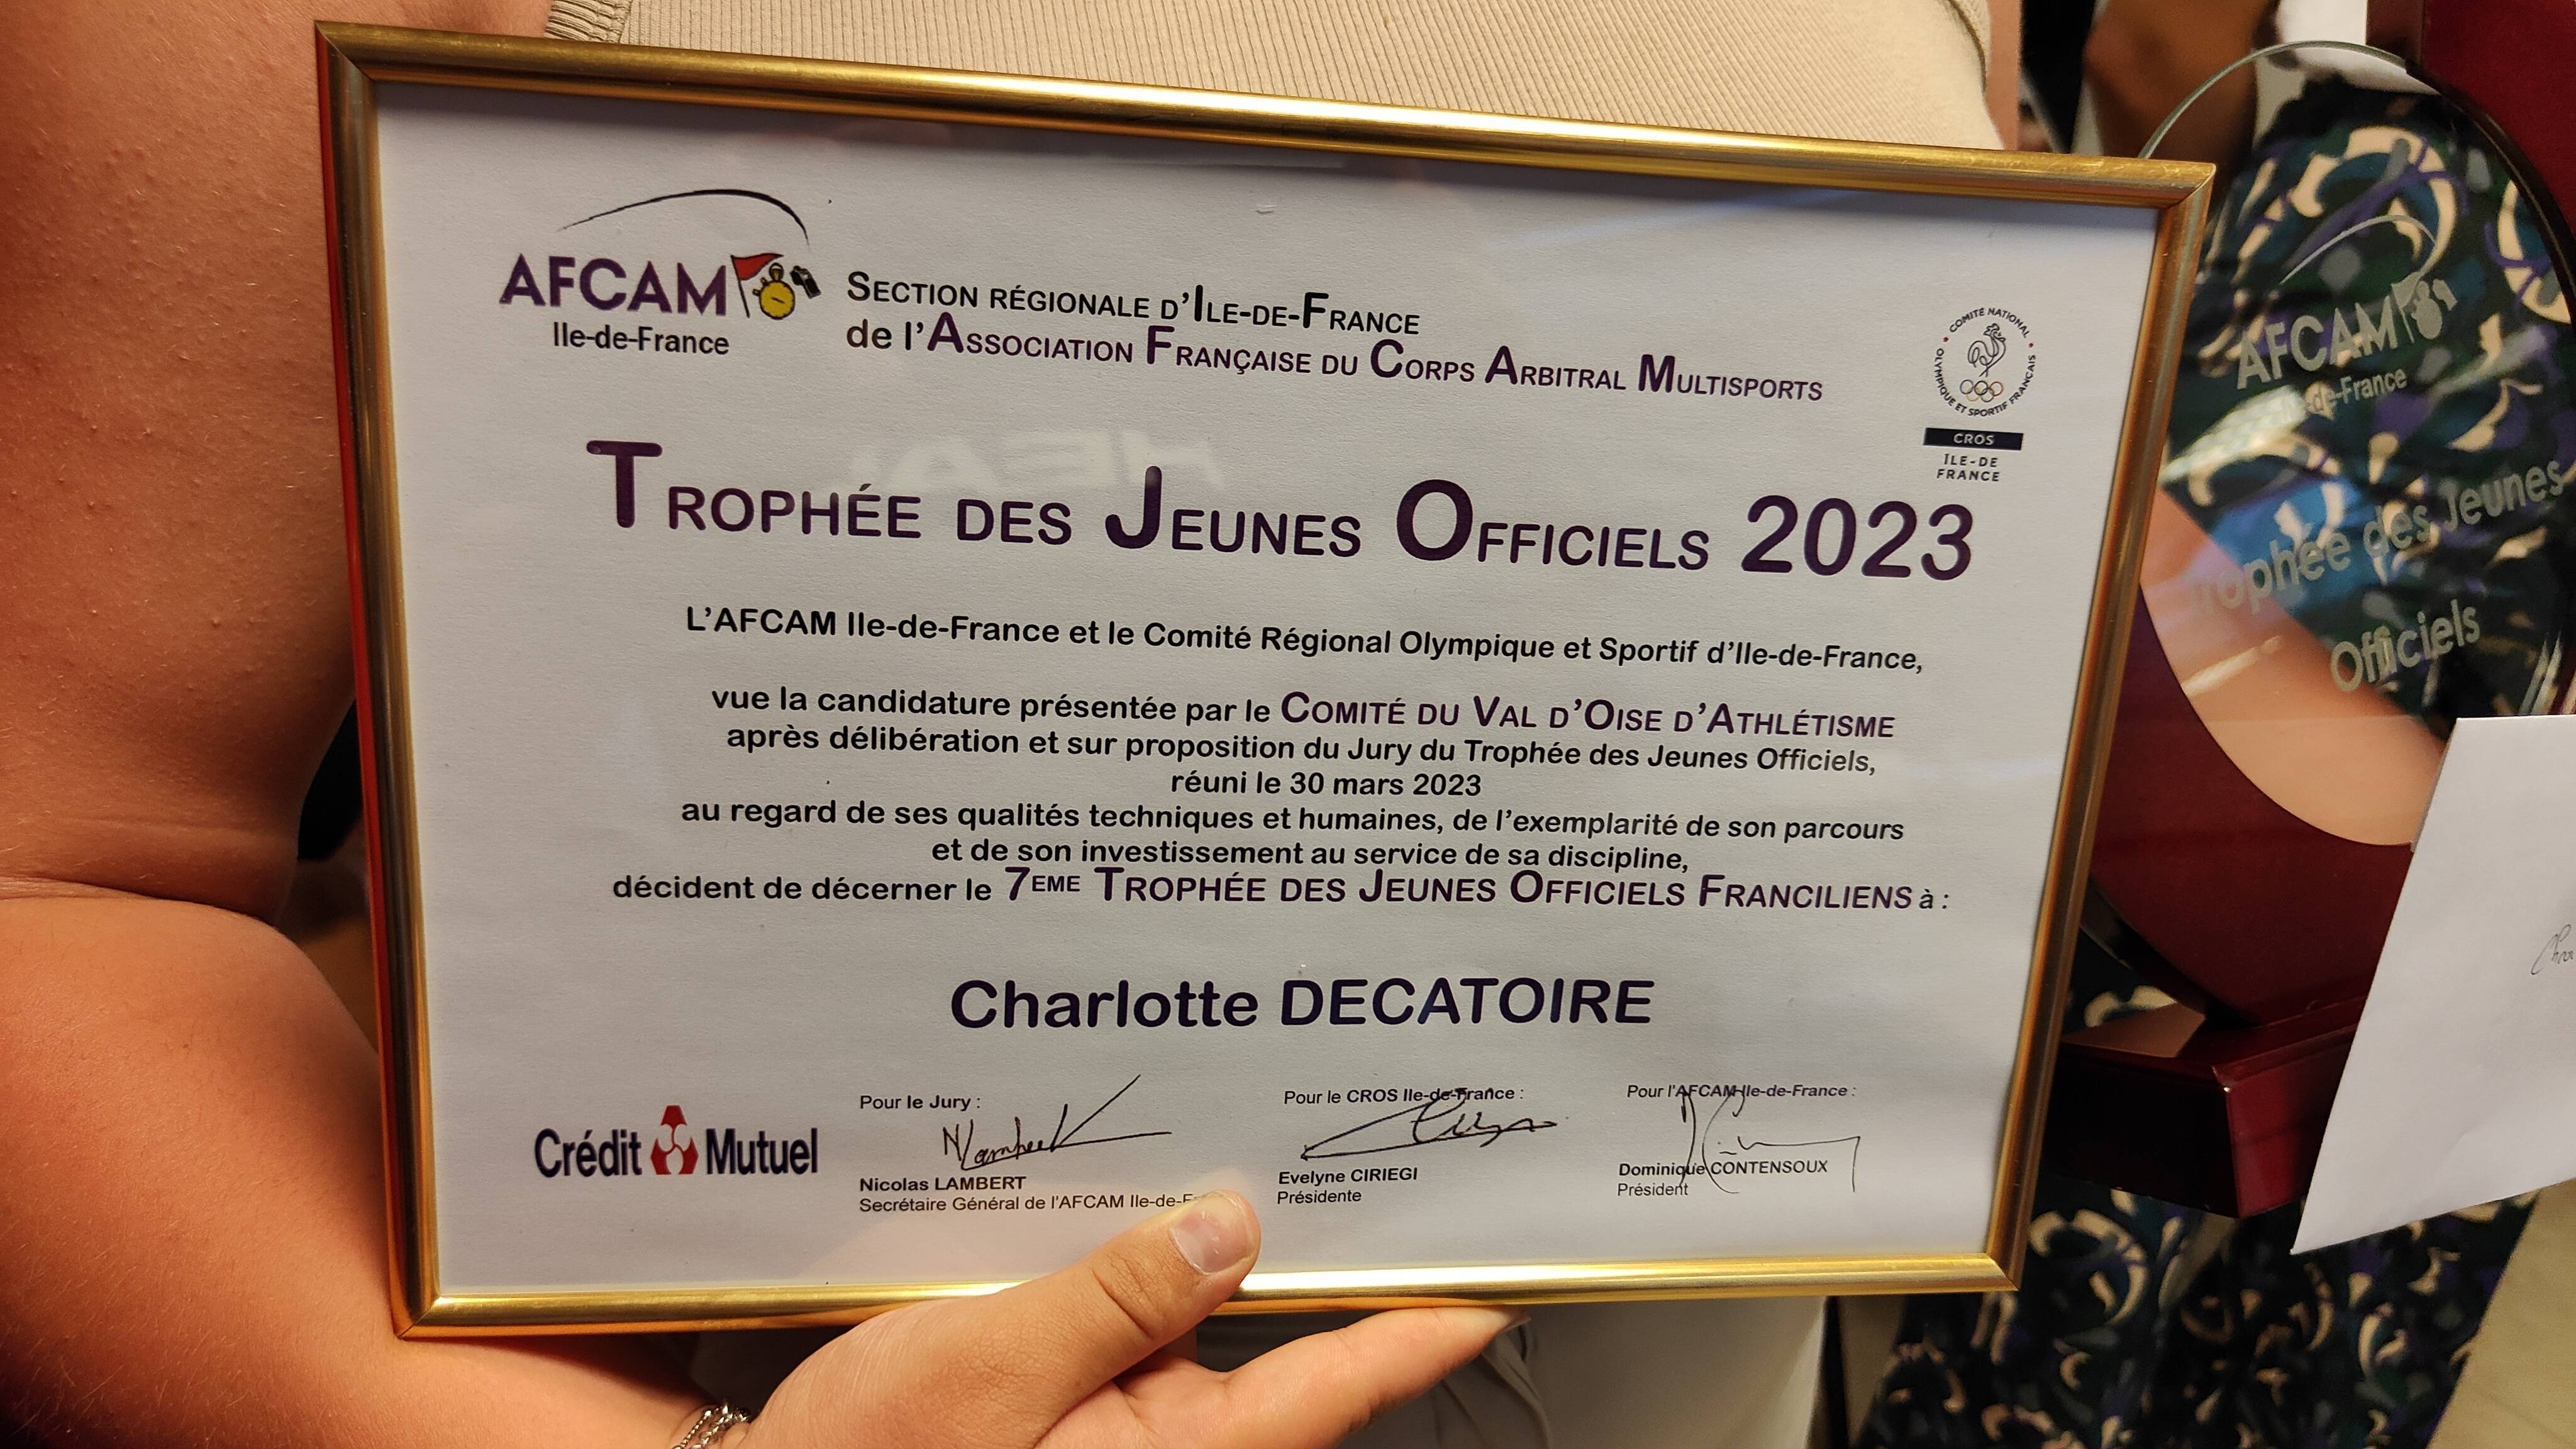 AFCAM
Ile-de-France
SECTION RÉGIONALE D'ILE-DE-FRANCE
de l'ASSOCIATION FRANÇAISE DU CORPS ARBITRAL MULTISPORTS
COMITÉ NATIONAL
OLYMPIQUE ET SPORTIF FRANÇAIS
CROS
ÎLE-DE
FRANCE
TROPHÉE DES JEUNES OFFICIELS 2023
L'AFCAM Ile-de-France et le Comité Régional Olympique et Sportif d'Ile-de-France,
vue la candidature présentée par le COMITÉ DU VAL D'OISE D'ATHLÉTISME
après délibération et sur proposition du Jury du Trophée des Jeunes Officiels,
réuni le 30 mars 2023
au regard de ses qualités techniques et humaines, de l'exemplarité de son parcours
et de son investissement au service de sa discipline,
décident de décerner le 7EME TROPHÉE DES JEUNES OFFICIELS FRANCILIENS à :
Charlotte DECATOIRE
Crédit Mutuel
Pour le Jury :
NLambert
Nicolas LAMBERT
Secrétaire Général de l'AFCAM Ile-de-F
Pour le CROS Ile-de-France :
Evelyne CIRIEGI
Présidente
Pour l'AFCAM Ile-de-France :
Dominique CONTENSOUX
Président
AFCAM
Ile-de-France
Trophée des Jeunes
Officiels